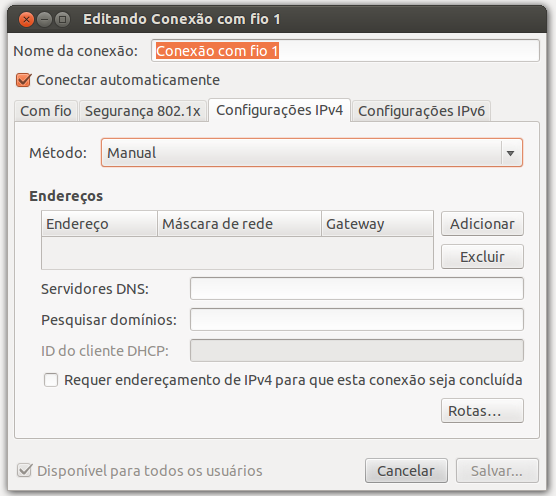 Editando Conexão com fio 1
Nome da conexão: Conexão com fio 1
Conectar automaticamente
Com fio Segurança 802.1x Configurações IPv4 Configurações IPv6
Método: Manual
Endereços
Endereço Máscara de rede Gateway Adicionar
Excluir
Servidores DNS:
Pesquisar domínios:
ID do cliente DHCP:
Requer endereçamento de IPv4 para que esta conexão seja concluída
Rotas...
Disponível para todos os usuários Cancelar Salvar...